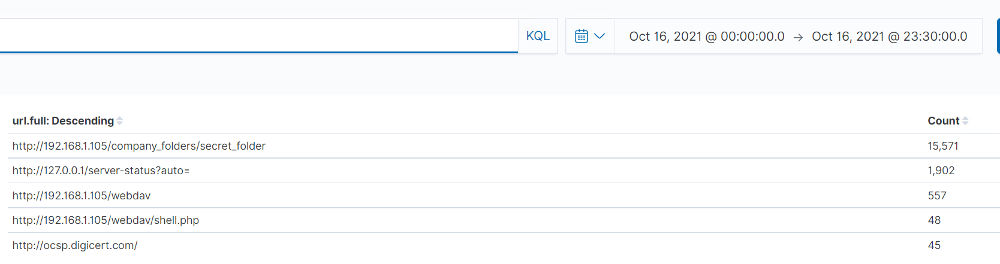 KQL Oct 16, 2021 @ 00:00:00.0 → Oct 16, 2021 @ 23:30:00.0
url.full: Descending Count
http://192.168.1.105/company_folders/secret_folder 15,571
http://127.0.0.1/server-status?auto= 1,902
http://192.168.1.105/webdav 557
http://192.168.1.105/webdav/shell.php 48
http://ocsp.digicert.com/ 45